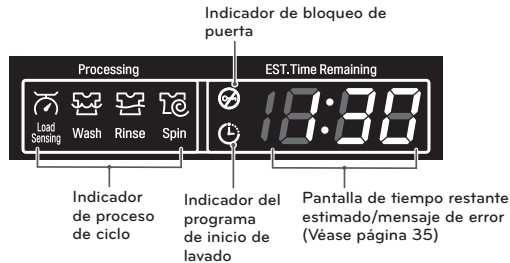 Indicador de bloqueo de
puerta
Processing
EST.Time Remaining
Load
Sensing
Wash
Rinse
Spin
1:30
Indicador
de proceso
de ciclo
Indicador del
programa
de inicio de
lavado
Pantalla de tiempo restante
estimado/mensaje de error
(Véase página 35)